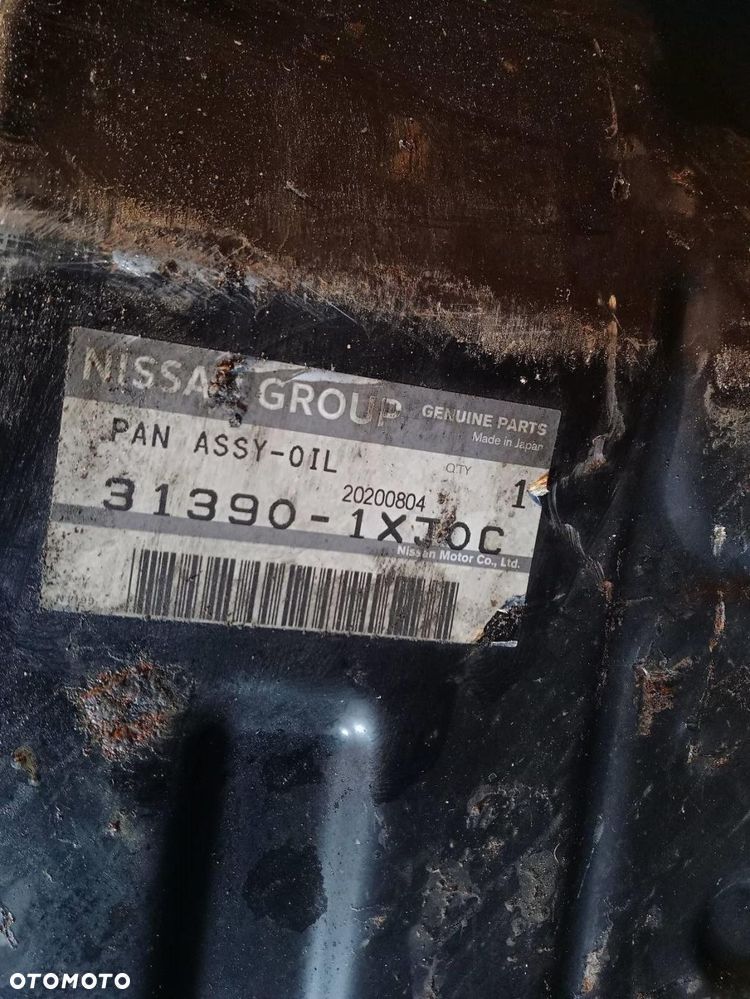 NISSAN GROUP GENUINE PARTS
Made in Japan
PAN ASSY-OIL
QTY 1
20200804
31390-1XJ0C
Nissan Motor Co., Ltd.
OTOMOTO